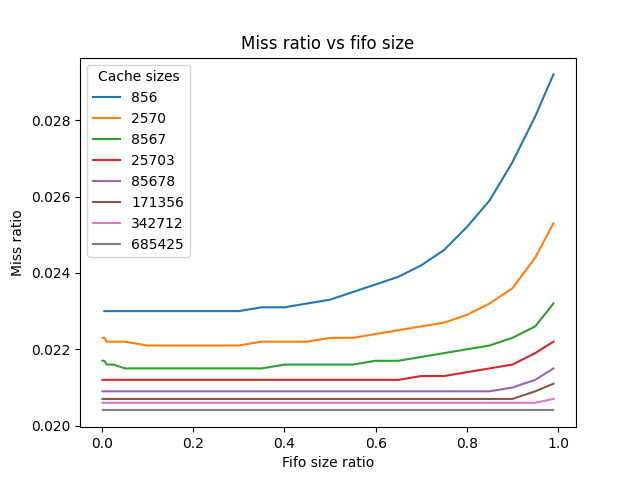 Miss ratio vs fifo size
Cache sizes
856
2570
8567
25703
85678
171356
342712
685425
Miss ratio
0.028
0.026
0.024
0.022
0.020
0.0 0.2 0.4 0.6 0.8 1.0
Fifo size ratio